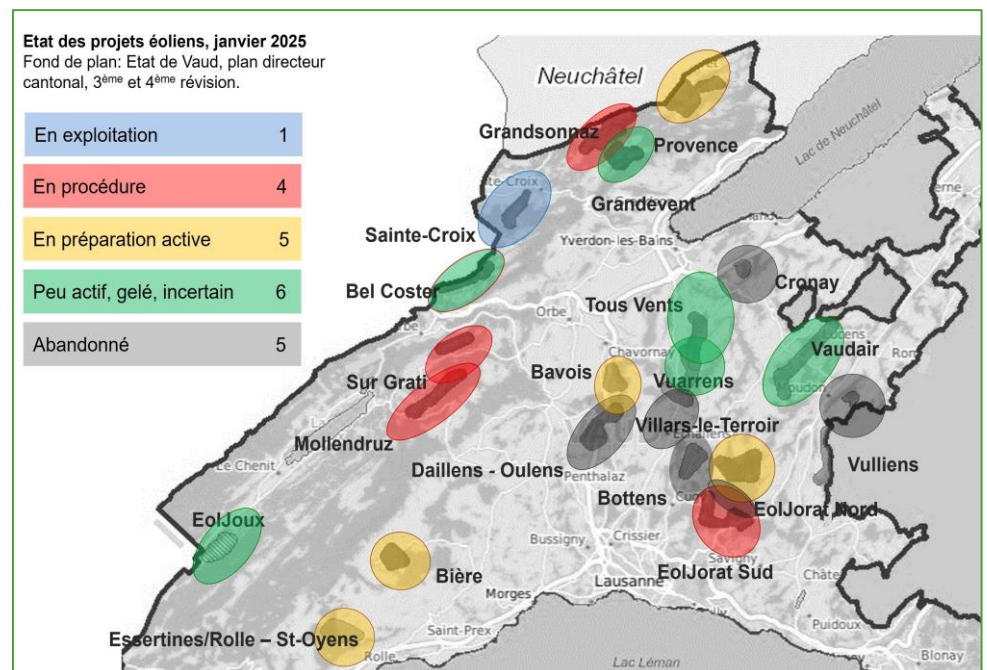 Etat des projets éoliens, janvier 2025
Fond de plan: Etat de Vaud, plan directeur
cantonal, 3ème et 4ème révision.
En exploitation 1
En procédure 4
En préparation active 5
Peu actif, gelé, incertain 6
Abandonné 5
Neuchâtel
Lac de Neuchâtel
Grandsonnaz
Provence
Grandevent
Sainte-Croix
Yverdon-les-Bains
Bel Coster
Cronay
Tous Vents
Orbe
Chavornay
Vaudair
Moudon
Bavois
Vuarrens
Sur Grati
Villars-le-Terroir
Mollendruz
Le Chenit
Daillens - Oulens
Penthalaz
Vulliens
Bottens
EolJorat Nord
EolJoux
Bussigny
Crissier
EolJorat Sud
Savigny
Bière
Lausanne
Morges
Puidoux
Essertines/Rolle – St-Oyens
Saint-Prex
Rolle
Blonay
Lac Léman